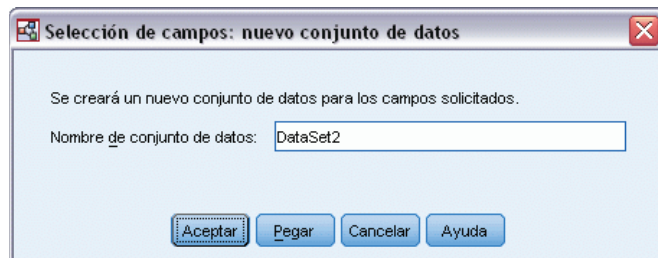 Selección de campos: nuevo conjunto de datos
Se creará un nuevo conjunto de datos para los campos solicitados.
Nombre de conjunto de datos: DataSet2
Aceptar Pegar Cancelar Ayuda